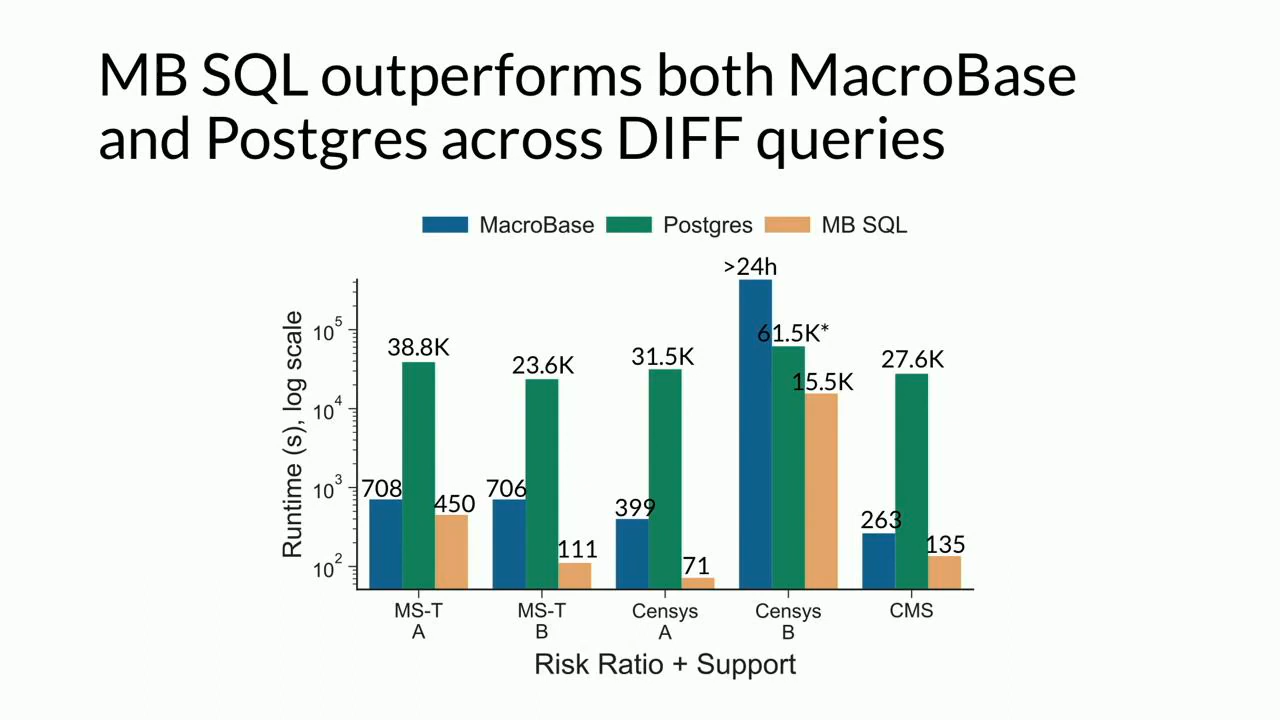 MB SQL outperforms both MacroBase
and Postgres across DIFF queries
MacroBase Postgres MB SQL
>24h
10^5
61.5K*
38.8K
31.5K
27.6K
23.6K
15.5K
10^4
Runtime (s), log scale
10^3
708
450
706
399
263
111
135
71
10^2
MS-T
A
MS-T
B
Censys
A
Censys
B
CMS
Risk Ratio + Support